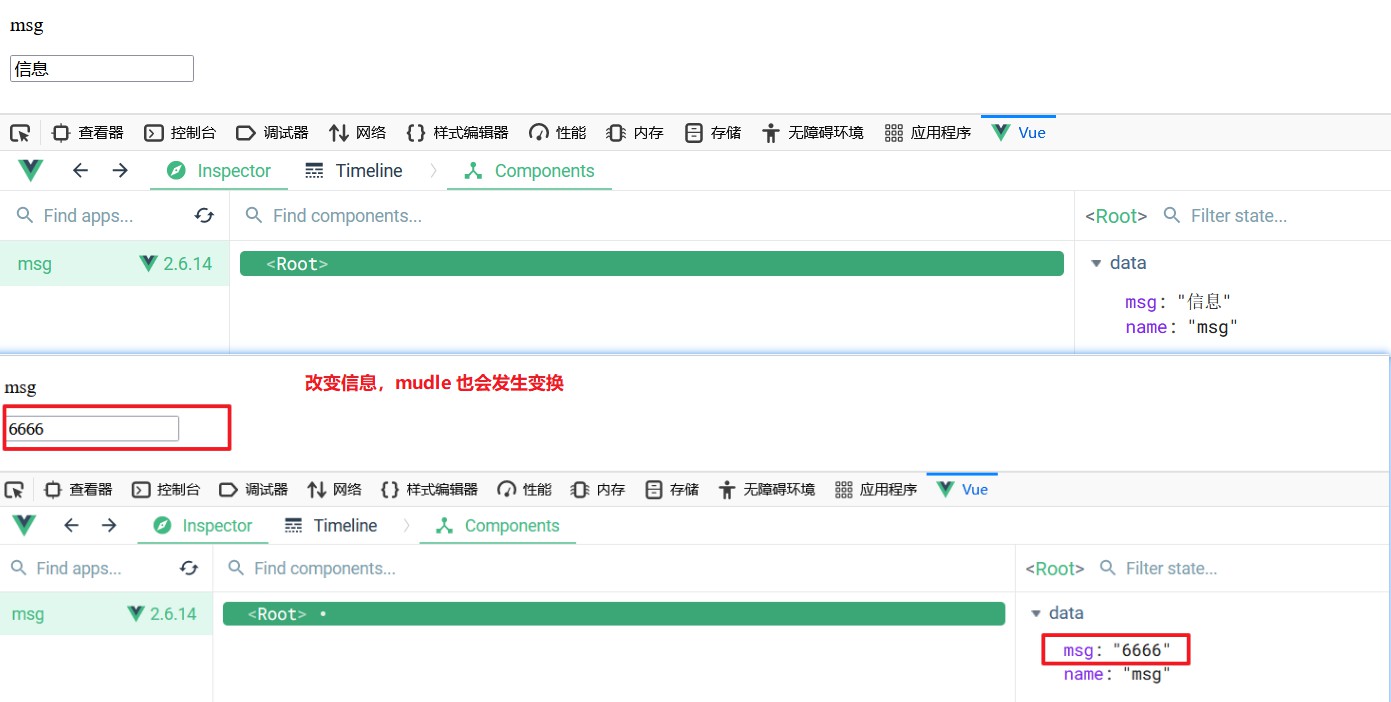 msg
信息
查看器 控制台 调试器 网络 样式编辑器 性能 内存 存储 无障碍环境 应用程序 Vue
Inspector Timeline Components
Find apps... Find components... <Root> Filter state...
msg 2.6.14 <Root> data
msg: "信息"
name: "msg"
msg 改变信息，mudle 也会发生变换
6666
查看器 控制台 调试器 网络 样式编辑器 性能 内存 存储 无障碍环境 应用程序 Vue
Inspector Timeline Components
Find apps... Find components... <Root> Filter state...
msg 2.6.14 <Root> • data
msg: "6666"
name: "msg"